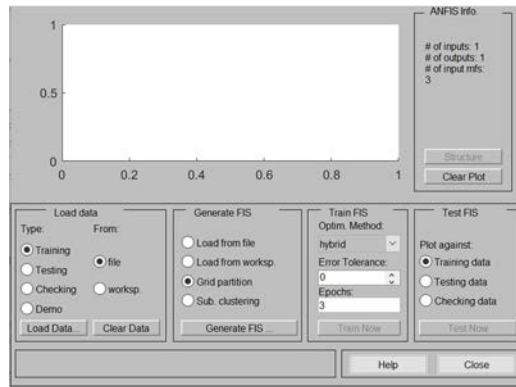 ANFIS Info.
# of inputs: 1
# of outputs: 1
# of input mfs:
3
Structure
Clear Plot
1
0.5
0
0 0.2 0.4 0.6 0.8 1
Load data
Type: From:
Training
Testing
Checking
Demo
file
worksp.
Load Data... Clear Data
Generate FIS
Load from file
Load from worksp.
Grid partition
Sub. clustering
Generate FIS ...
Train FIS
Optim. Method:
hybrid
Error Tolerance:
0
Epochs:
3
Train Now
Test FIS
Plot against:
Training data
Testing data
Checking data
Test Now
Help Close